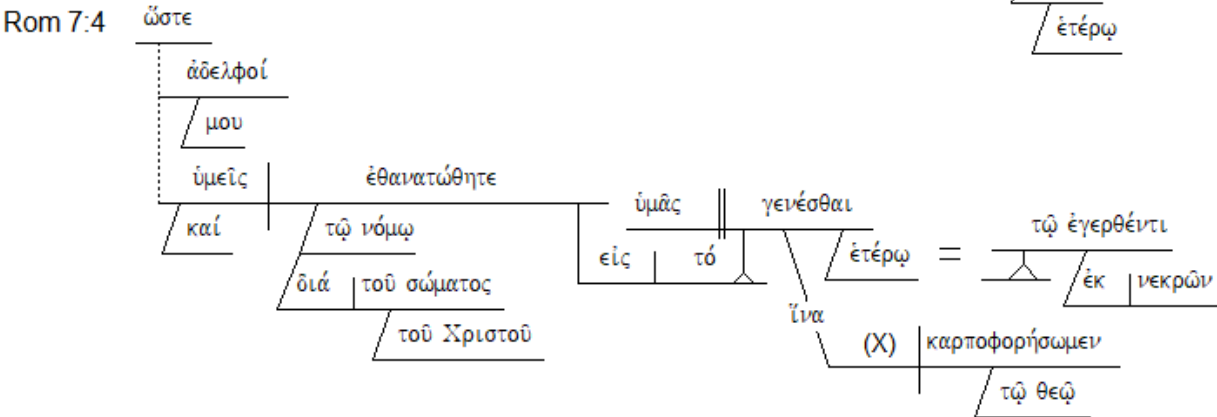 ἑτέρῳ
Rom 7:4 ὥστε
ἀδελφοί
μου
ὑμεῖς ἐθανατώθητε ὑμᾶς γενέσθαι
καί τῷ νόμῳ εἰς τό ἑτέρῳ = τῷ ἐγερθέντι
διά τοῦ σώματος ἐκ νεκρῶν
τοῦ Χριστοῦ ἵνα (X) καρποφορήσωμεν
τῷ θεῷ